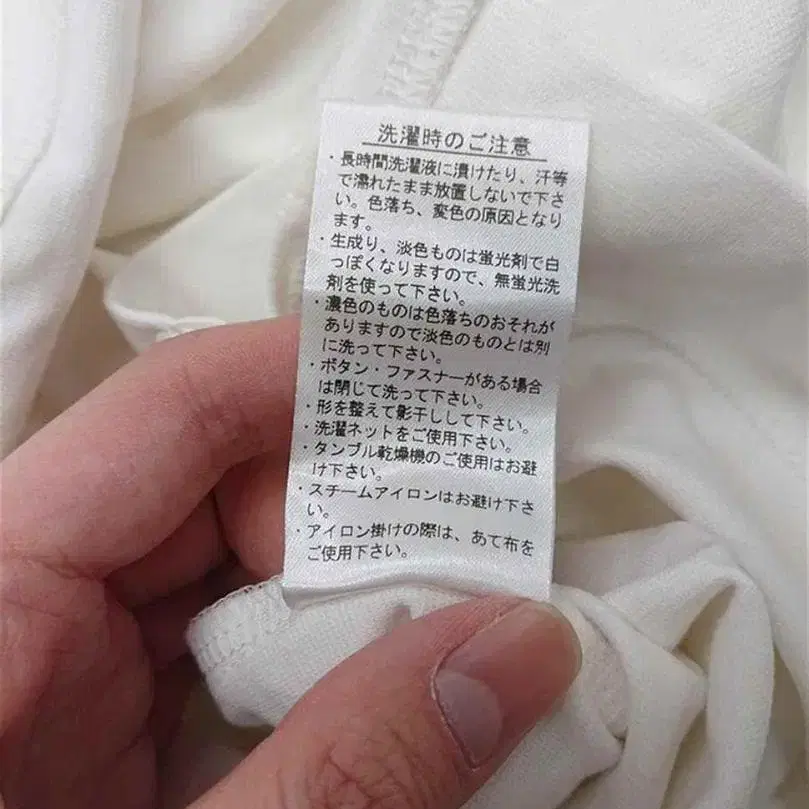 洗濯時のご注意
・長時間洗濯液に漬けたり、汗等
で濡れたまま放置しないで下さ
い。色落ち、変色の原因となり
ます。
・生成り、淡色ものは蛍光剤で白
っぽくなりますので、無蛍光洗
剤を使って下さい。
・濃色のものは色落ちのおそれが
ありますので淡色のものとは別
に洗って下さい。
・ボタン・ファスナーがある場合
は閉じて洗って下さい。
・形を整えて影干しして下さい。
・洗濯ネットをご使用下さい。
・タンブル乾燥機のご使用はお避
け下さい。
・スチームアイロンはお避け下さ
い。
・アイロン掛けの際は、あて布を
ご使用下さい。